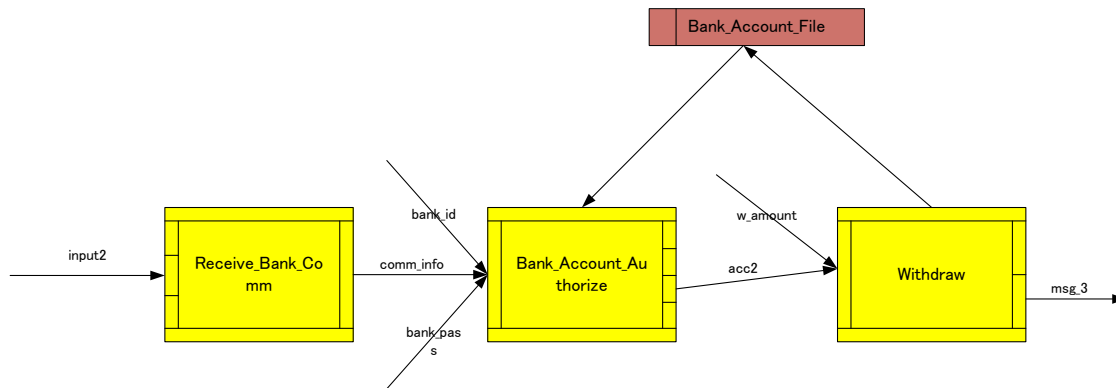 Bank_Account_File
bank_id
w_amount
input2
Receive_Bank_Co
mm
comm_info
Bank_Account_Au
thorize
acc2
Withdraw
msg_3
bank_pas
s